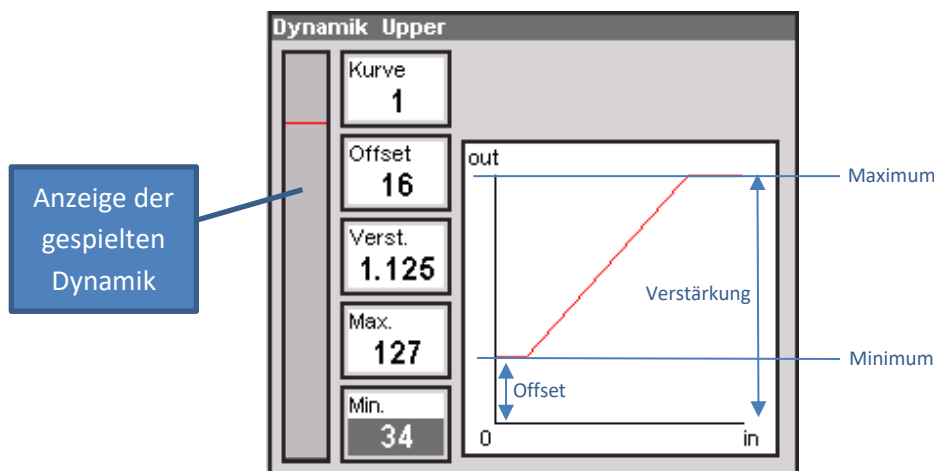 Dynamik Upper
Kurve
1
Offset
16
Verst.
1.125
Max.
127
Min.
34
Anzeige der
gespielten
Dynamik
out
Maximum
Verstärkung
Minimum
Offset
0
in